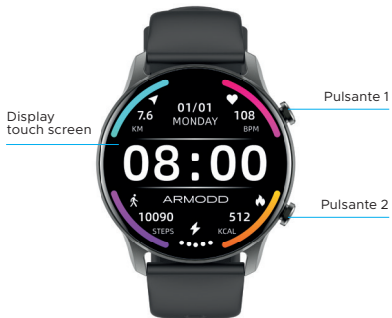 Display
touch screen
Pulsante 1
Pulsante 2
7.6
KM
01/01
MONDAY
108
BPM
08:00
ARMODD
10090
STEPS
512
KCAL